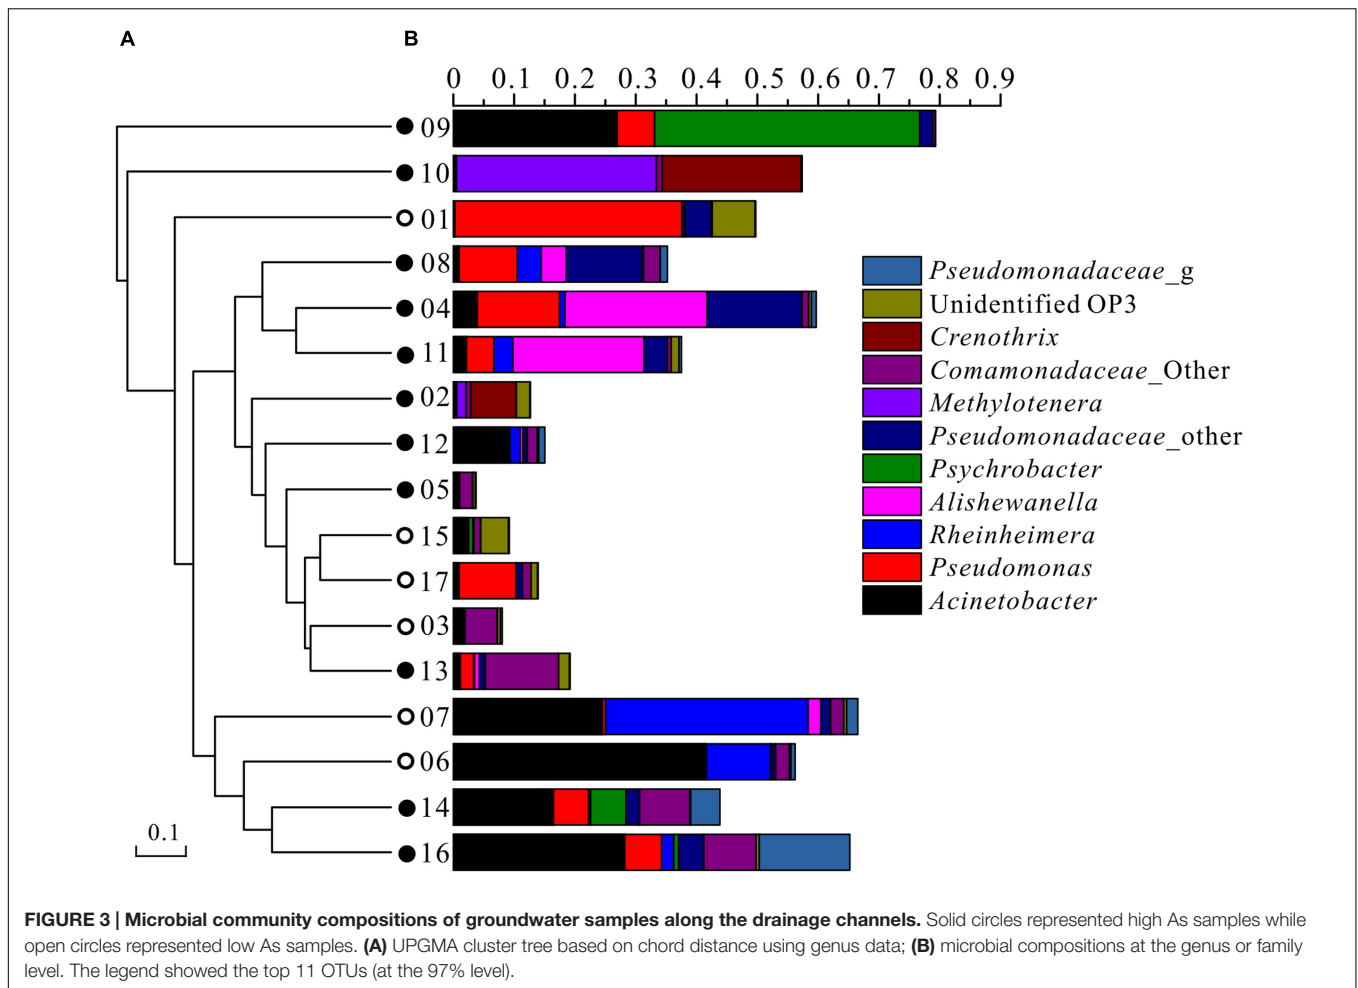 A
B
0 0.1 0.2 0.3 0.4 0.5 0.6 0.7 0.8 0.9
09
10
01
08
04
11
02
12
05
15
17
03
13
07
06
14
16
Pseudomonadaceae_g
Unidentified OP3
Crenothrix
Comamonadaceae_Other
Methylotenera
Pseudomonadaceae_other
Psychrobacter
Alishewanella
Rheinheimera
Pseudomonas
Acinetobacter
0.1
FIGURE 3 | Microbial community compositions of groundwater samples along the drainage channels. Solid circles represented high As samples while
open circles represented low As samples. (A) UPGMA cluster tree based on chord distance using genus data; (B) microbial compositions at the genus or family
level. The legend showed the top 11 OTUs (at the 97% level).